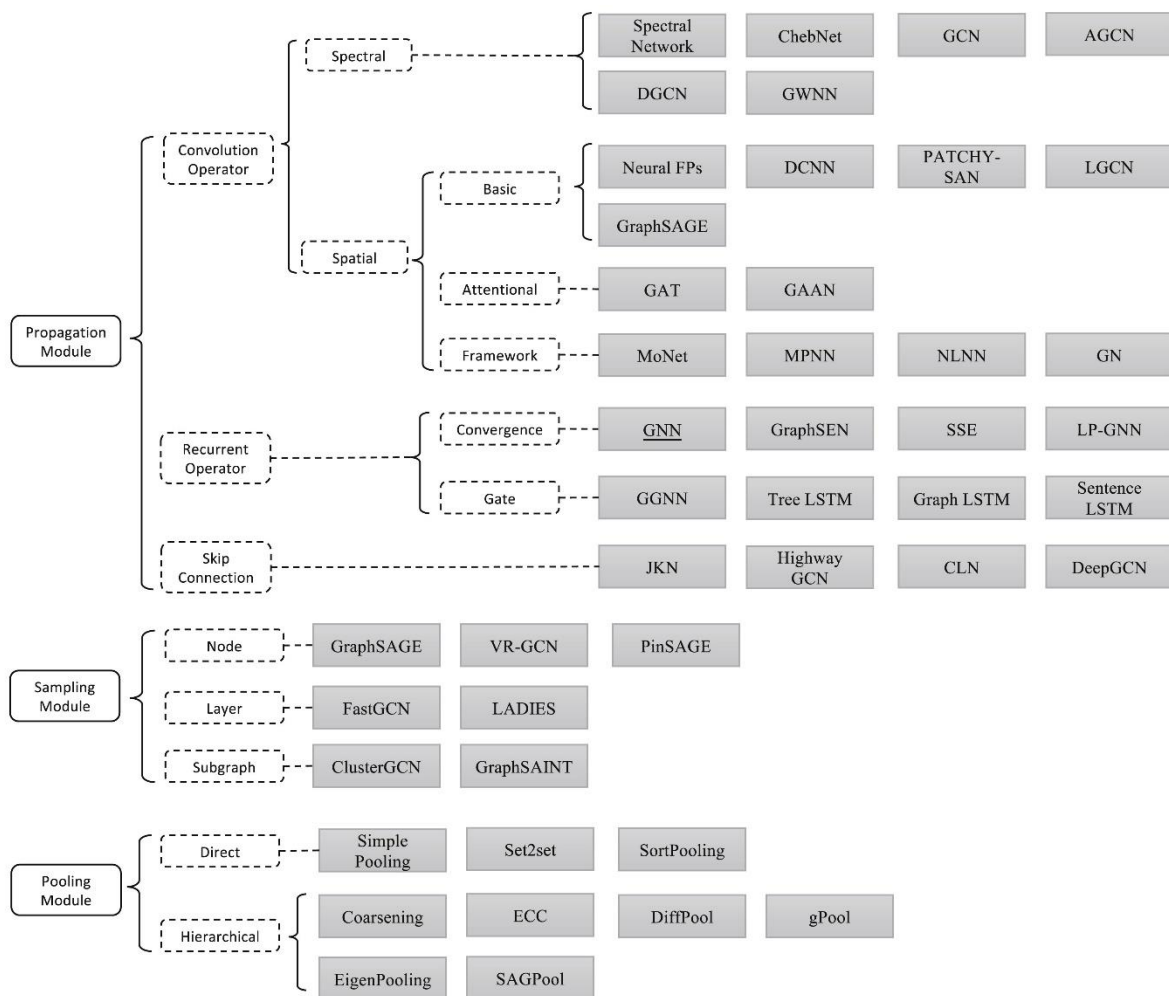 Spectral
Network
ChebNet
GCN
AGCN
Spectral
DGCN
GWNN
Convolution
Operator
Neural FPs
DCNN
PATCHY-
SAN
LGCN
Basic
GraphSAGE
Spatial
Attentional
GAT
GAAN
Propagation
Module
Framework
MoNet
MPNN
NLNN
GN
Recurrent
Operator
Convergence
GNN
GraphSEN
SSE
LP-GNN
Gate
GGNN
Tree LSTM
Graph LSTM
Sentence
LSTM
Skip
Connection
JKN
Highway
GCN
CLN
DeepGCN
Node
GraphSAGE
VR-GCN
PinSAGE
Sampling
Module
Layer
FastGCN
LADIES
Subgraph
ClusterGCN
GraphSAINT
Direct
Simple
Pooling
Set2set
SortPooling
Pooling
Module
Hierarchical
Coarsening
ECC
DiffPool
gPool
EigenPooling
SAGPool